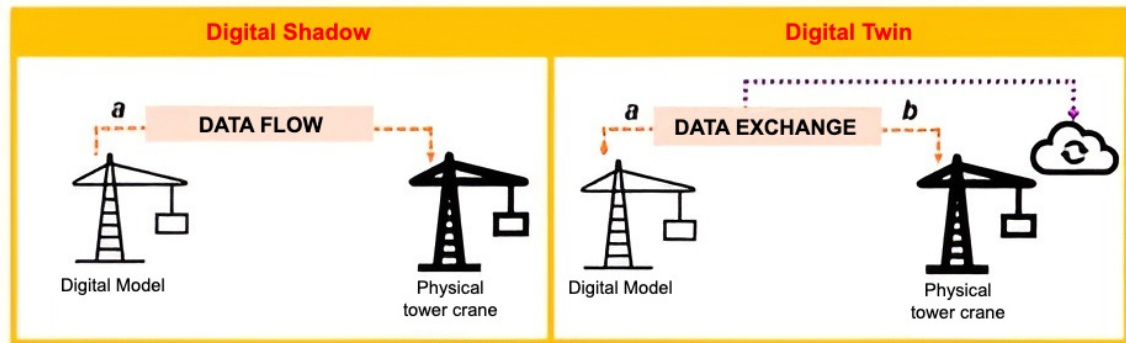 Digital Shadow
a
DATA FLOW
Digital Model
Physical
tower crane
Digital Twin
a
DATA EXCHANGE
b
Digital Model
Physical
tower crane